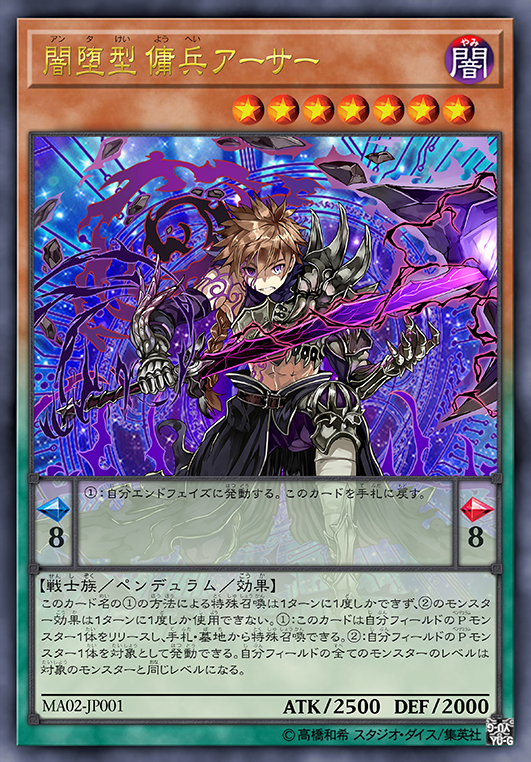 闇堕型 傭兵アーサー
闇
8
①：自分エンドフェイズに発動する。このカードを手札に戻す。
8
【戦士族／ペンデュラム／効果】
このカード名の①の方法による特殊召喚は1ターンに1度しかできず、②のモンスタ
ー効果は1ターンに1度しか使用できない。①：このカードは自分フィールドのPモン
スター1体をリリースし、手札・墓地から特殊召喚できる。②：自分フィールドのPモンス
ター1体を対象として発動できる。自分フィールドの全てのモンスターのレベルは
対象のモンスターと同じレベルになる。
MA02-JP001
ATK/2500 DEF/2000
©高橋和希 スタジオ・ダイス/集英社